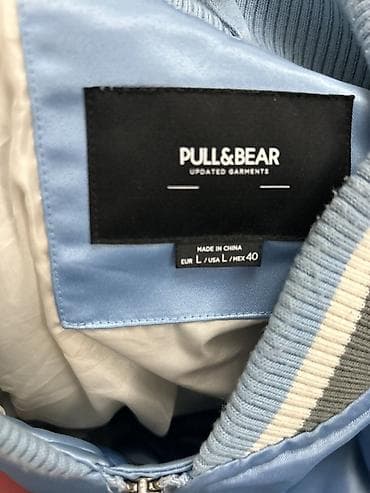 PULL&BEAR
UPDATED GARMENTS
MADE IN CHINA
EUR L / USA L / MEX 40